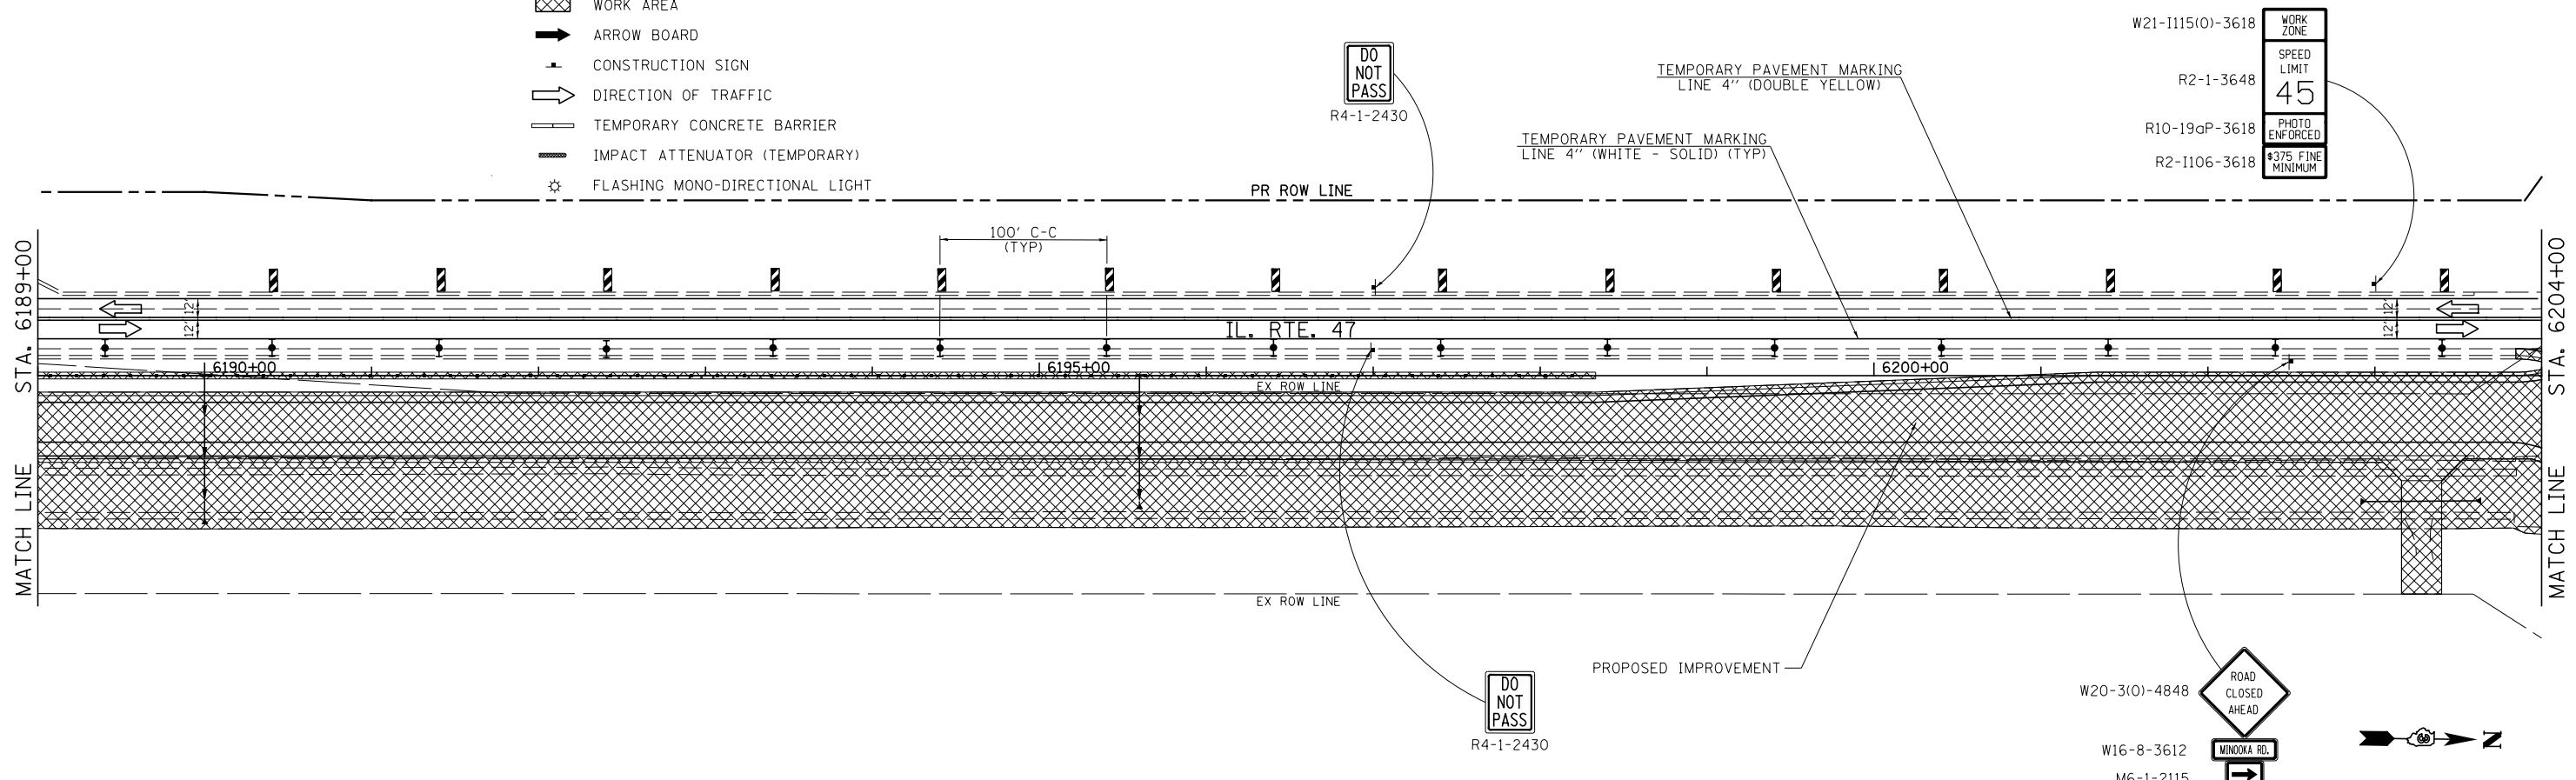 WORK AREA
ARROW BOARD
CONSTRUCTION SIGN
DIRECTION OF TRAFFIC
TEMPORARY CONCRETE BARRIER
IMPACT ATTENUATOR (TEMPORARY)
FLASHING MONO-DIRECTIONAL LIGHT
DO
NOT
PASS
R4-1-2430
TEMPORARY PAVEMENT MARKING
LINE 4'' (DOUBLE YELLOW)
TEMPORARY PAVEMENT MARKING
LINE 4'' (WHITE - SOLID) (TYP)
W21-I115(O)-3618
WORK
ZONE
R2-1-3648
SPEED
LIMIT
45
R10-19aP-3618
PHOTO
ENFORCED
R2-I106-3618
$375 FINE
MINIMUM
PR ROW LINE
100' C-C
(TYP)
MATCH LINE STA. 6189+00
12' 12'
IL. RTE. 47
12' 12'
MATCH LINE STA. 6204+00
6190+00
6195+00
6200+00
EX ROW LINE
EX ROW LINE
PROPOSED IMPROVEMENT
DO
NOT
PASS
R4-1-2430
W20-3(O)-4848
ROAD
CLOSED
AHEAD
W16-8-3612
MINOOKA RD.
M6-1-2115
N